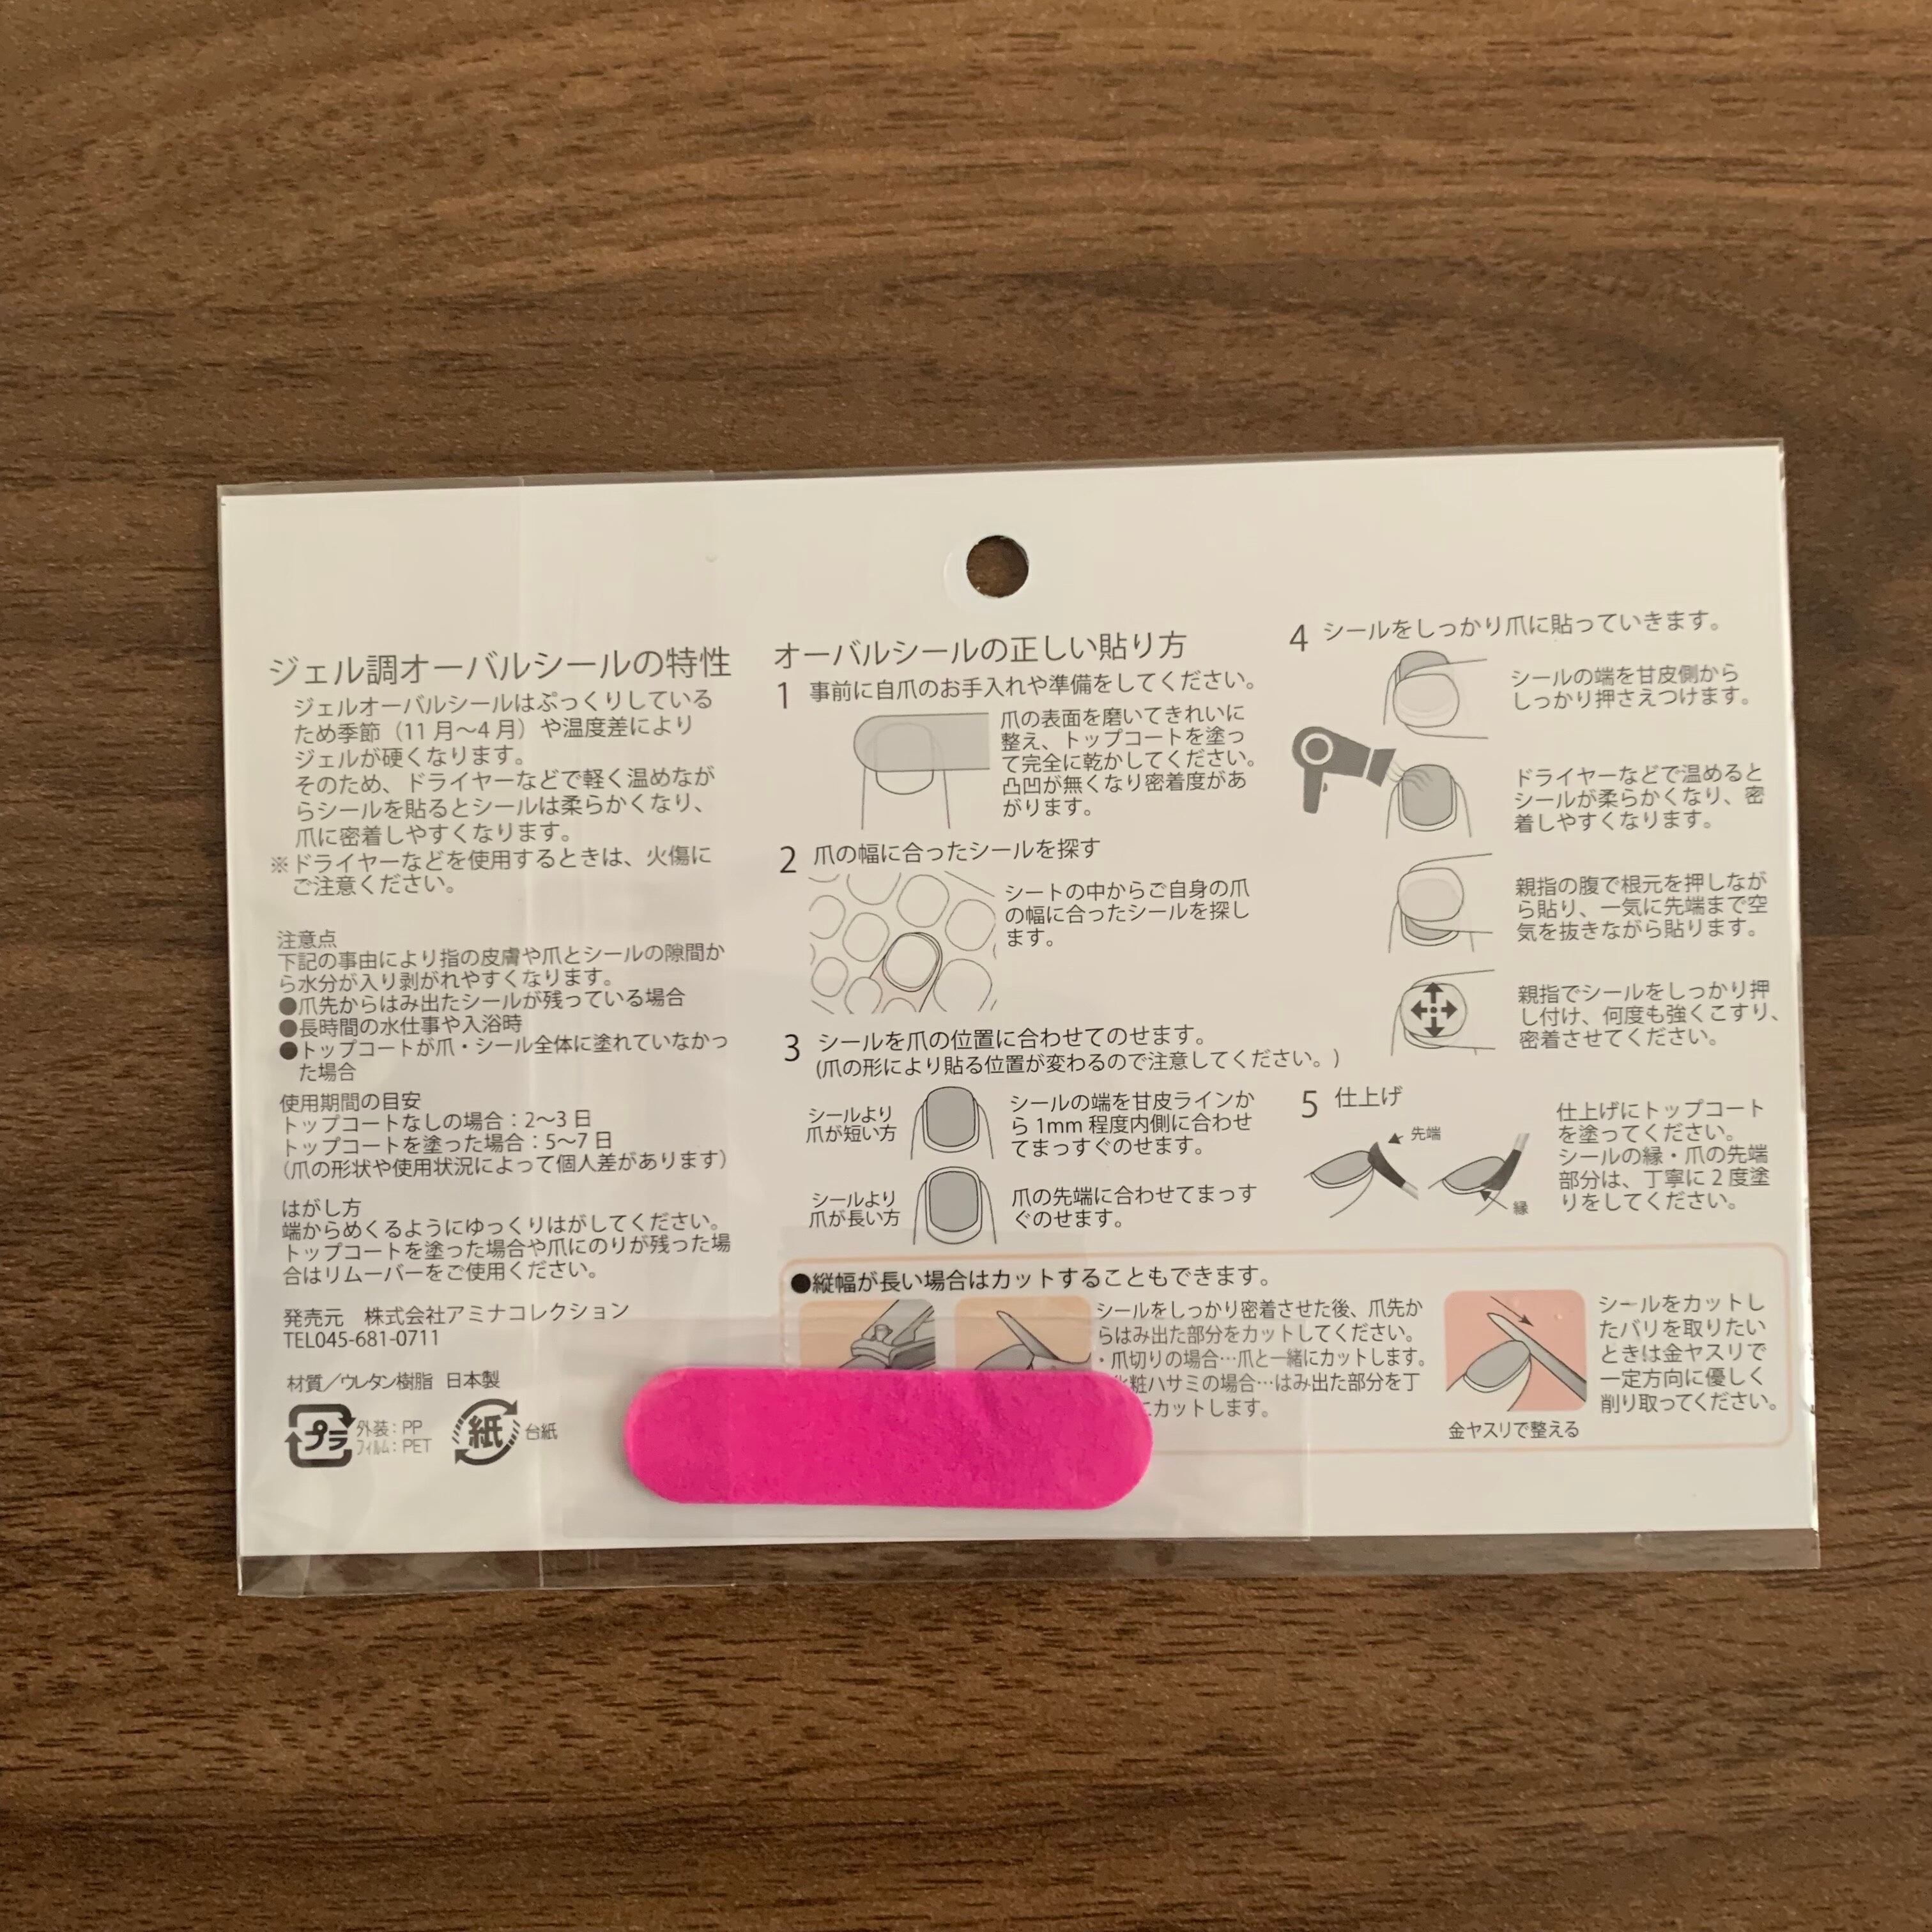 ジェル調オーバルシールの特性
ジェルオーバルシールはぷっくりしている
ため季節（11月〜4月）や温度差により
ジェルが硬くなります。
そのため、ドライヤーなどで軽く温めなが
らシールを貼るとシールは柔らかくなり、
爪に密着しやすくなります。
※ドライヤーなどを使用するときは、火傷に
ご注意ください。
注意点
下記の事由により指の皮膚や爪とシールの隙間か
ら水分が入り剥がれやすくなります。
●爪先からはみ出たシールが残っている場合
●長時間の水仕事や入浴時
●トップコートが爪・シール全体に塗れていなかっ
た場合
使用期間の目安
トップコートなしの場合：2〜3日
トップコートを塗った場合：5〜7日
（爪の形状や使用状況によって個人差があります）
はがし方
端からめくるようにゆっくりはがしてください。
トップコートを塗った場合や爪にのりが残った場
合はリムーバーをご使用ください。
発売元　株式会社アミナコレクション
TEL045-681-0711
材質／ウレタン樹脂　日本製
プラ
外装：PP
フィルム：PET
紙
台紙
オーバルシールの正しい貼り方
1 事前に自爪のお手入れや準備をしてください。
爪の表面を磨いてきれいに
整え、トップコートを塗っ
て完全に乾かしてください。
凸凹が無くなり密着度があ
がります。
2 爪の幅に合ったシールを探す
シートの中からご自身の爪
の幅に合ったシールを探し
ます。
3 シールを爪の位置に合わせてのせます。
(爪の形により貼る位置が変わるので注意してください。)
シールより
爪が短い方
シールの端を甘皮ラインか
ら1mm程度内側に合わせ
てまっすぐのせます。
シールより
爪が長い方
爪の先端に合わせてまっす
ぐのせます。
4 シールをしっかり爪に貼っていきます。
シールの端を甘皮側から
しっかり押さえつけます。
ドライヤーなどで温めると
シールが柔らかくなり、密
着しやすくなります。
親指の腹で根元を押しなが
ら貼り、一気に先端まで空
気を抜きながら貼ります。
親指でシールをしっかり押
し付け、何度も強くこすり、
密着させてください。
5 仕上げ
先端
縁
仕上げにトップコート
を塗ってください。
シールの縁・爪の先端
部分は、丁寧に2度塗
りをしてください。
●縦幅が長い場合はカットすることもできます。
シールをしっかり密着させた後、爪先か
らはみ出た部分をカットしてください。
・爪切りの場合…爪と一緒にカットします。
化粧ハサミの場合…はみ出た部分を丁
にカットします。
金ヤスリで整える
シールをカットし
たバリを取りたい
ときは金ヤスリで
一定方向に優しく
削り取ってください。